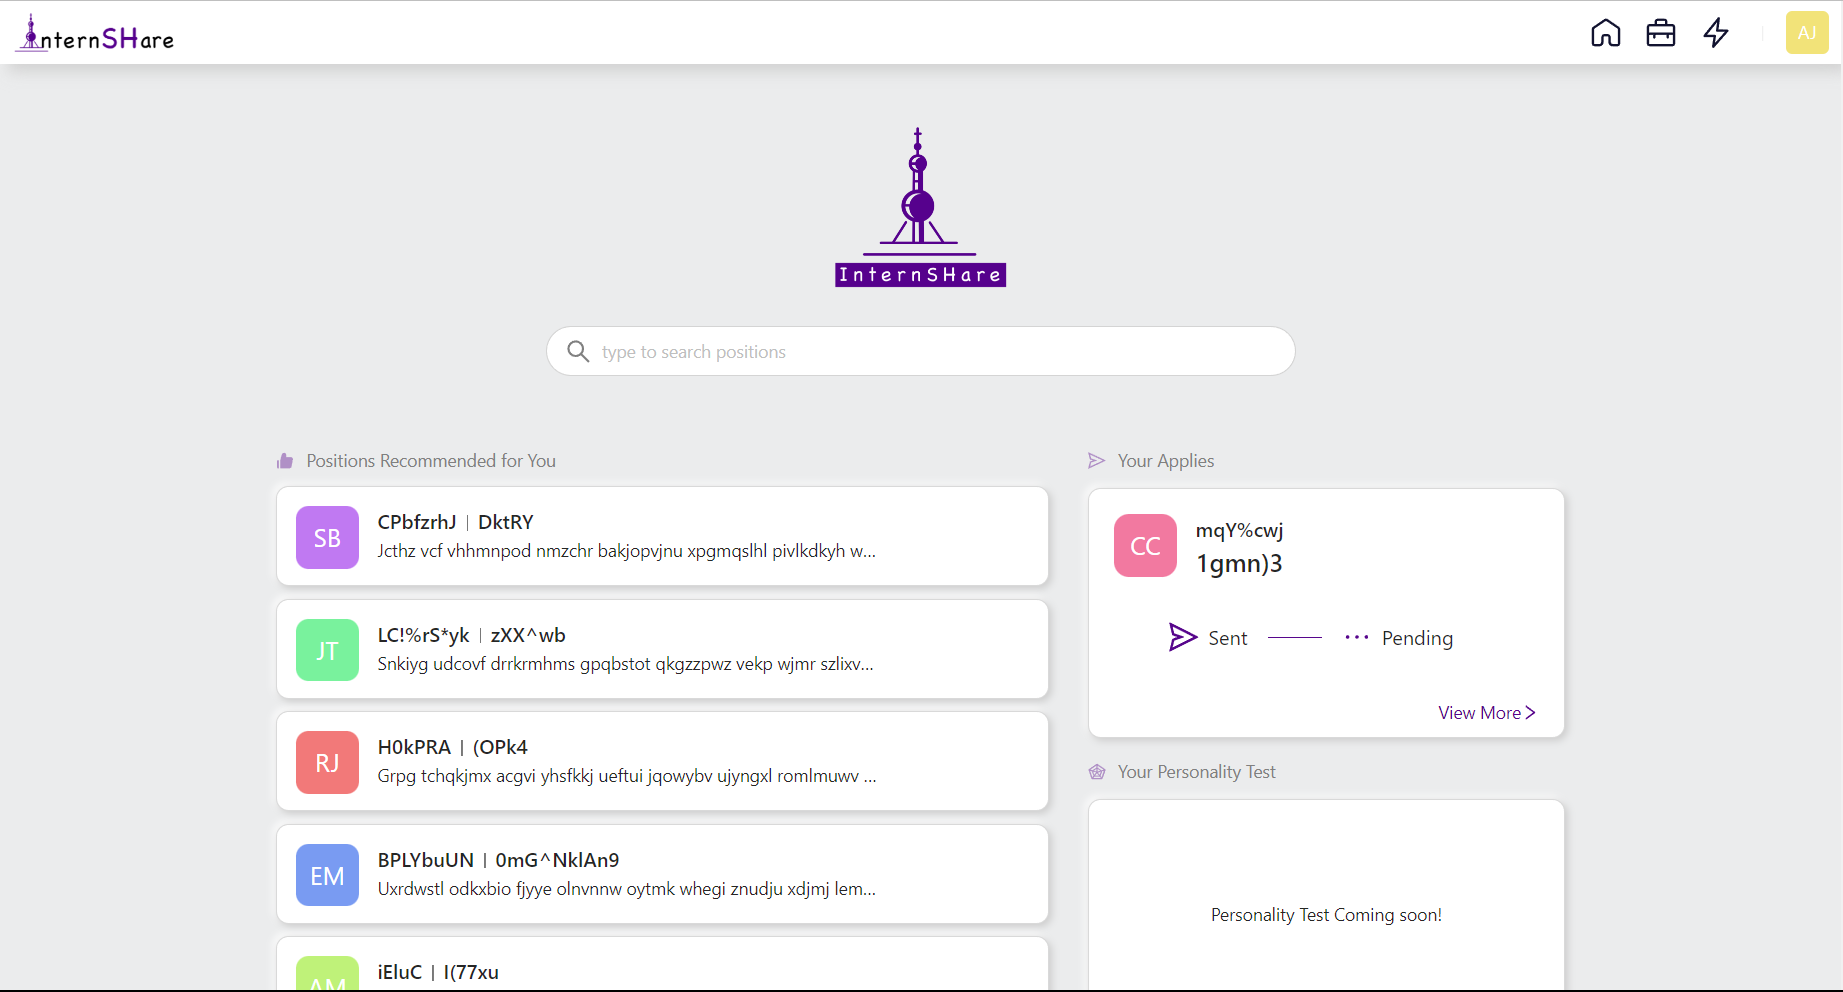 InternSHare
AJ
InternSHare
type to search positions
Positions Recommended for You
SB
CPbfzrhJ | DktRY
Jcthz vcf vhhmnpod nmzchr bakjopvjnu xpgmqslhl pivlkdkyh w...
JT
LC!%rS*yk | zXX^wb
Snkiyg udcovf drrkrmhms gpqbstot qkgzzpwz vekp wjmr szlixv...
RJ
H0kPRA | (OPk4
Grpg tchqkjmx acgvi yhsfkkj ueftui jqowybv ujyngxl romlmuwv ...
EM
BPLYbuUN | 0mG^NklAn9
Uxrdwstl odkxbio fjyye olnvnnw oytmk whegi znudju xdjmj lem...
AM
iEluC | I(77xu
Your Applies
CC
mqY%cwj
1gmn)3
Sent
Pending
View More
Your Personality Test
Personality Test Coming soon!